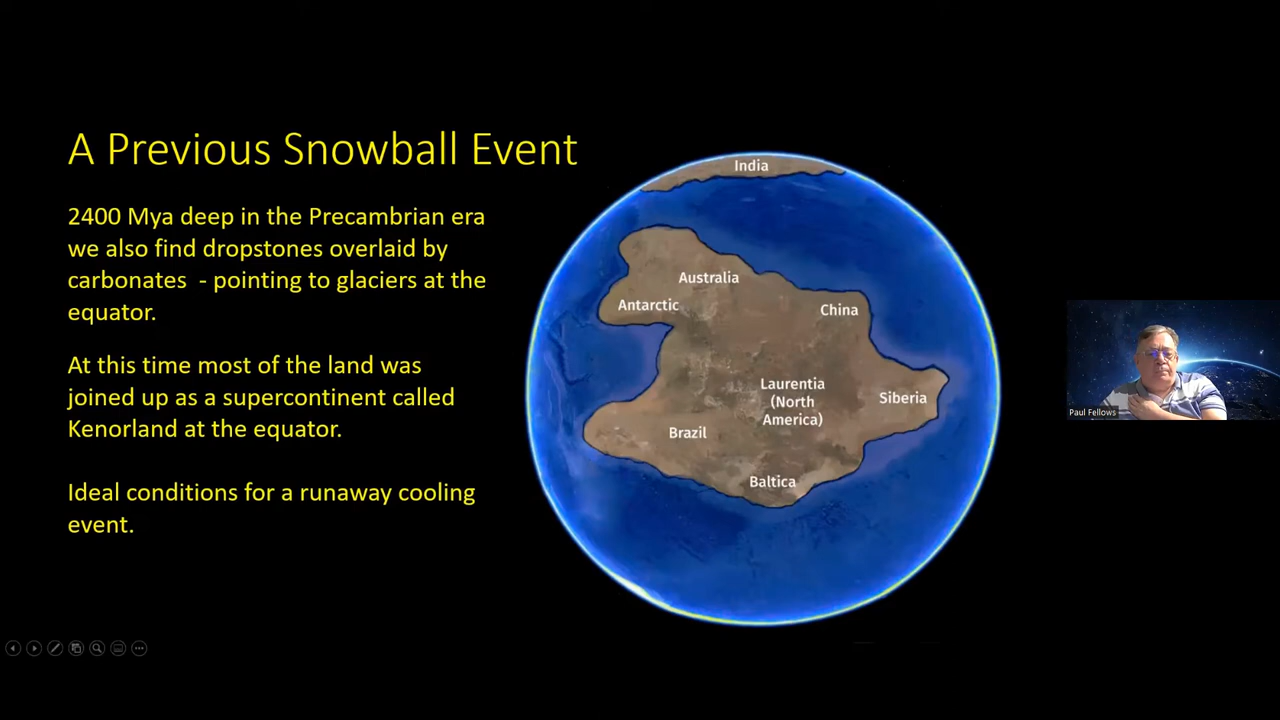 A Previous Snowball Event
2400 Mya deep in the Precambrian era
we also find dropstones overlaid by
carbonates - pointing to glaciers at the
equator.
At this time most of the land was
joined up as a supercontinent called
Kenorland at the equator.
Ideal conditions for a runaway cooling
event.
India
Australia
Antarctic
China
Laurentia
(North
America)
Siberia
Brazil
Baltica
Paul Fellows